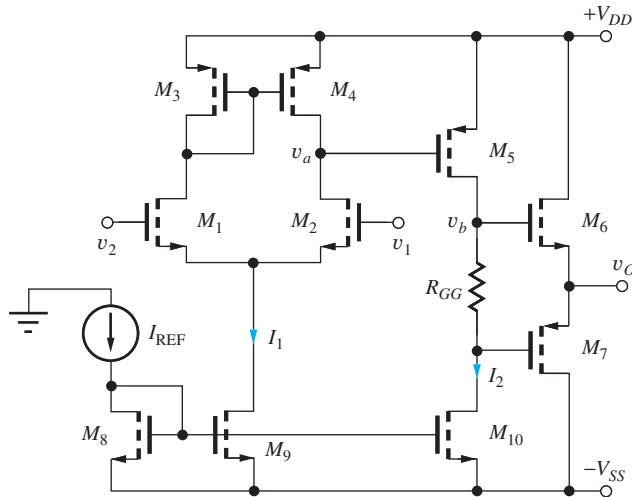 +V_DD
M_3
M_4
v_a
M_5
M_1
M_2
v_b
M_6
v_2
v_1
v_O
R_GG
I_REF
I_1
M_7
I_2
M_8
M_9
M_10
−V_SS